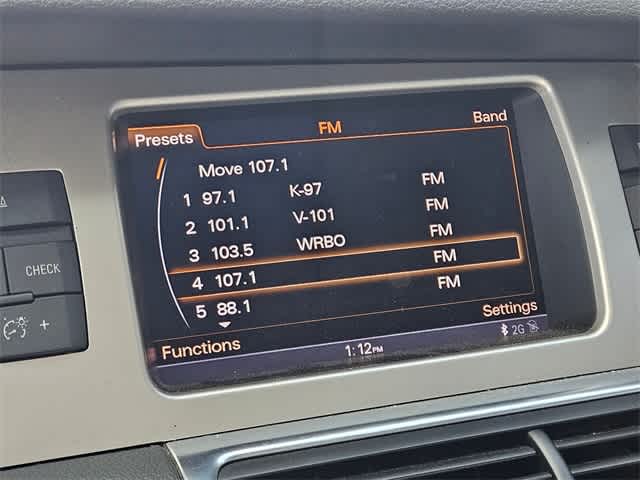 Presets FM Band
Move 107.1
1 97.1 K-97 FM
2 101.1 V-101 FM
3 103.5 WRBO FM
4 107.1 FM
5 88.1 FM
Functions Settings
1:12PM 2G
CHECK
+